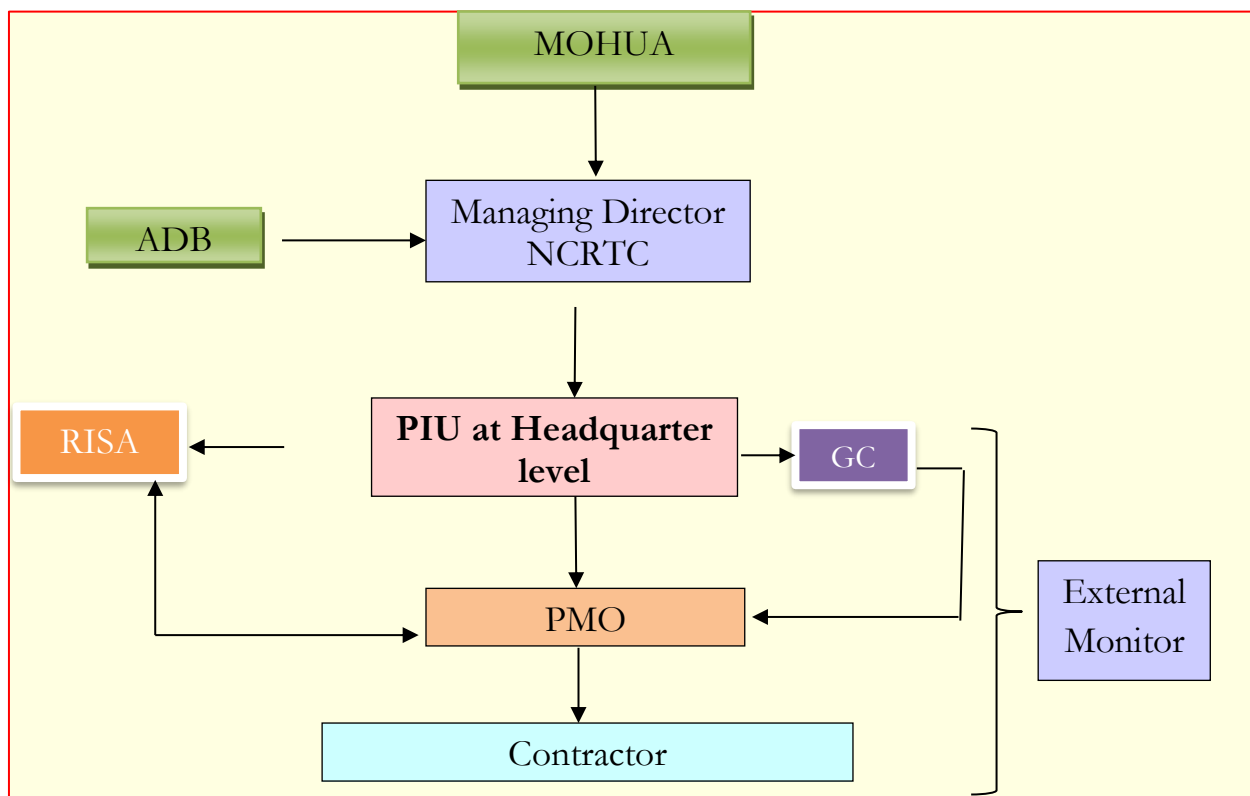 MOHUA
Managing Director
NCRTC
ADB
PIU at Headquarter
level
RISA
GC
PMO
External
Monitor
Contractor